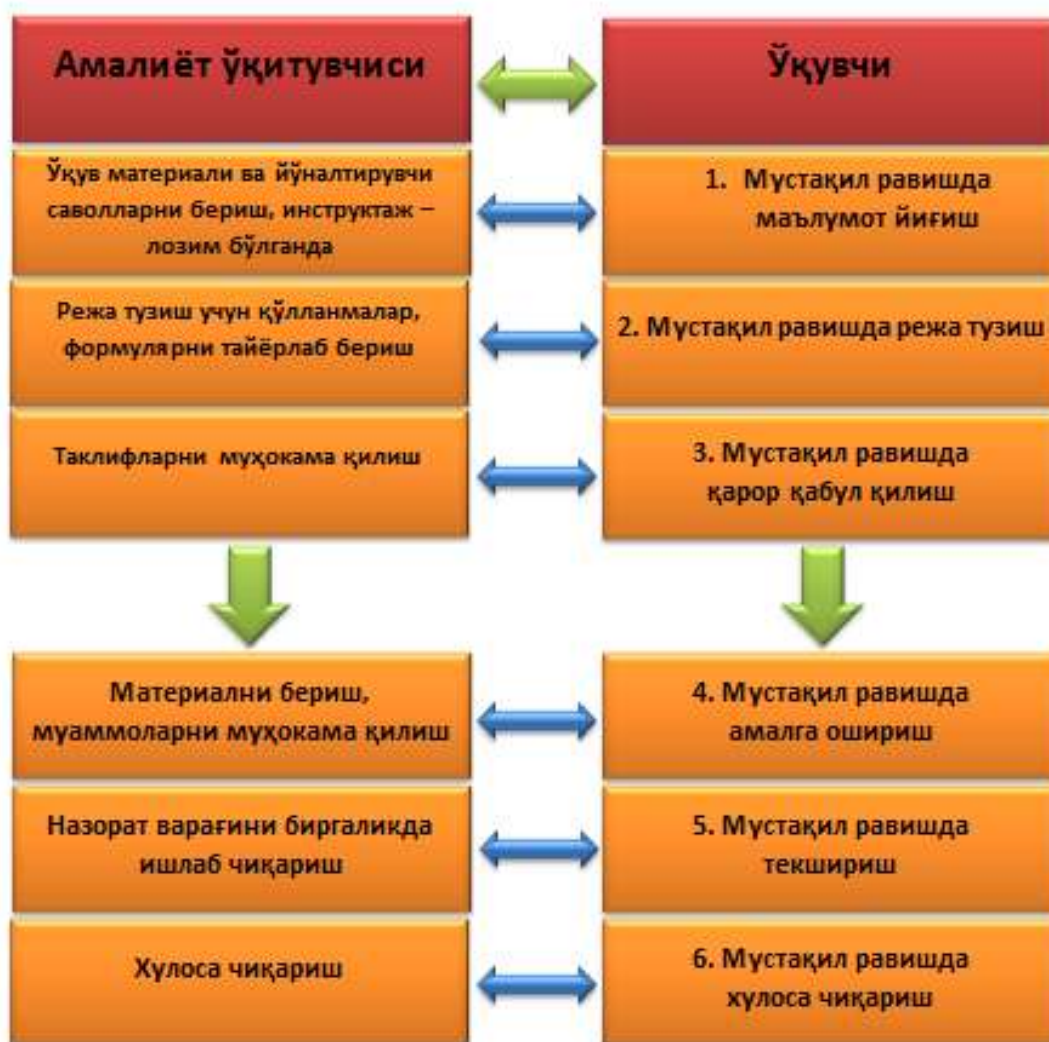 Амалиёт ўқитувчиси
Ўқувчи
Ўқув материали ва йўналтирувчи
саволларни бериш, инструктаж –
лозим бўлганда
1. Мустақил равишда
маълумот йиғиш
Режа тузиш учун қўлланмалар,
формулярни тайёрлаб бериш
2. Мустақил равишда режа тузиш
Таклифларни муҳокама қилиш
3. Мустақил равишда
қарор қабул қилиш
Материални бериш,
муаммоларни муҳокама қилиш
4. Мустақил равишда
амалга ошириш
Назорат варағини биргаликда
ишлаб чиқариш
5. Мустақил равишда
текшириш
Хулоса чиқариш
6. Мустақил равишда
хулоса чиқариш